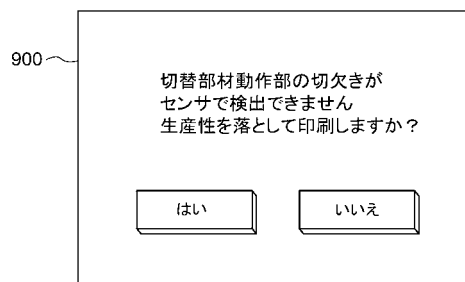 900
切替部材動作部の切欠きが
センサで検出できません
生産性を落として印刷しますか？
はい
いいえ